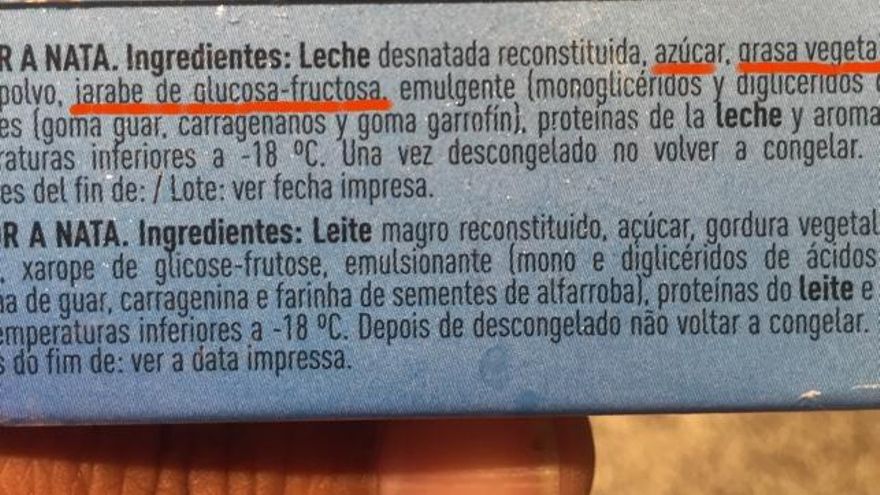 R A NATA. Ingredientes: Leche desnatada reconstituida, azúcar, grasa vegeta
polvo, jarabe de glucosa-fructosa, emulgente (monoglicéridos y diglicéridos
es (goma guar, carragenanos y goma garrofín), proteínas de la leche y aroma
raturas inferiores a -18 ºC. Una vez descongelado no volver a congelar.
es del fin de: / Lote: ver fecha impresa.
R A NATA. Ingredientes: Leite magro reconstituido, açúcar, gordura vegetal
, xarope de glicose-frutose, emulsionante (mono e diglicéridos de ácidos
a de guar, carragenina e farinha de sementes de alfarroba), proteínas do leite e
emperaturas inferiores a -18 ºC. Depois de descongelado não voltar a congelar.
s do fim de: ver a data impressa.